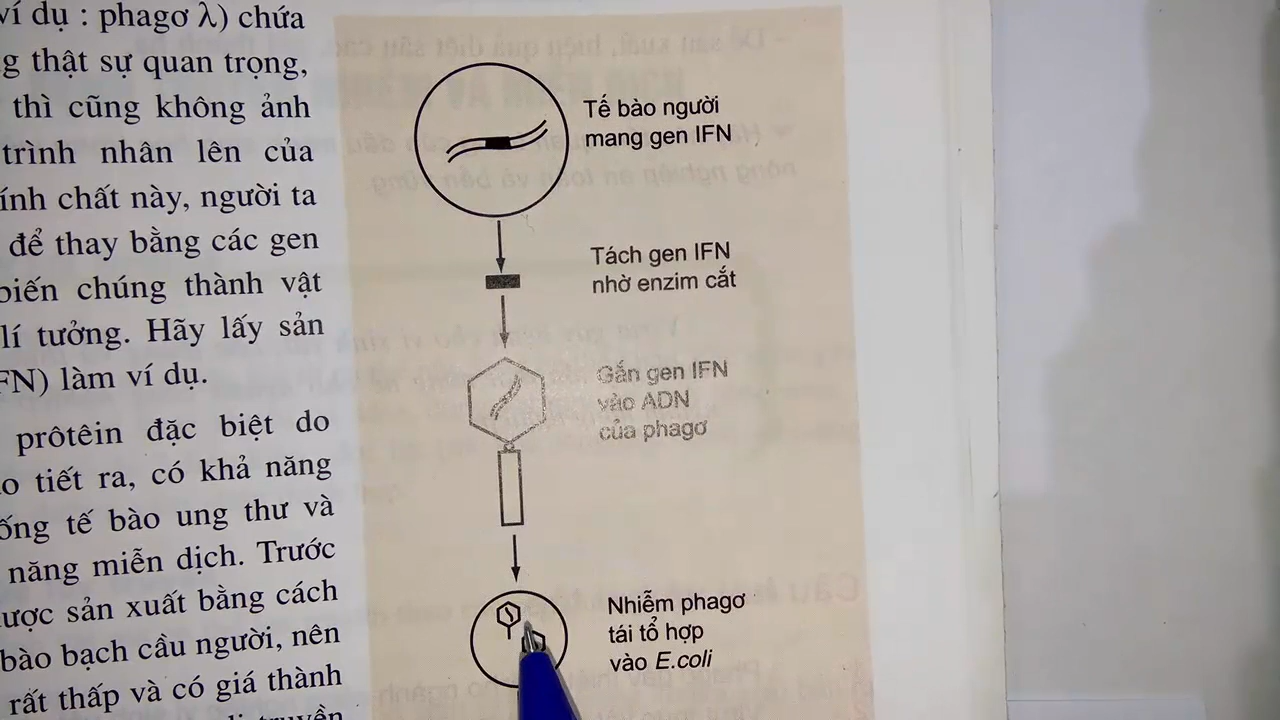 ví dụ : phagơ λ) chứa
g thật sự quan trọng,
thì cũng không ảnh
trình nhân lên của
ính chất này, người ta
để thay bằng các gen
biến chúng thành vật
lí tưởng. Hãy lấy sản
FN) làm ví dụ.
prôtêin đặc biệt do
o tiết ra, có khả năng
ống tế bào ung thư và
năng miễn dịch. Trước
ược sản xuất bằng cách
bào bạch cầu người, nên
rất thấp và có giá thành
di truyền
Tế bào người
mang gen IFN
Tách gen IFN
nhờ enzim cắt
Gắn gen IFN
vào ADN
của phagơ
Nhiễm phagơ
tái tổ hợp
vào E.coli